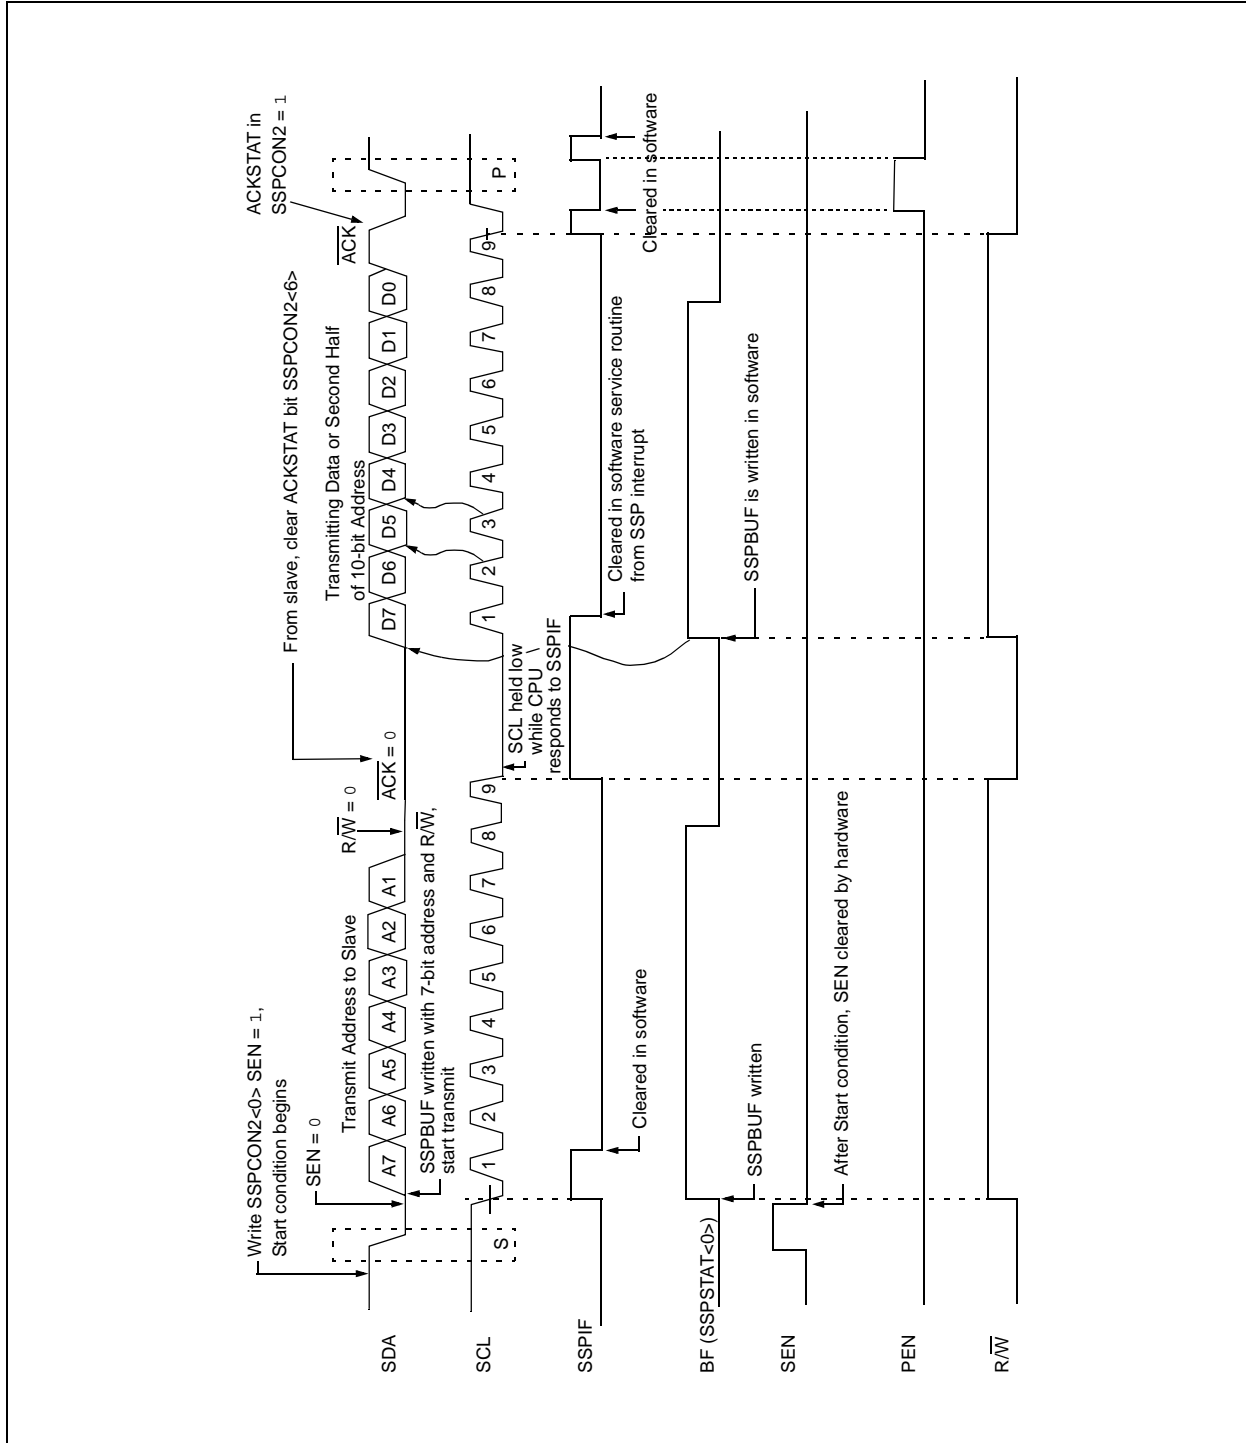 Write SSPCON2<0> SEN = 1,
Start condition begins
SEN = 0
Transmit Address to Slave
R/W = 0
From slave, clear ACKSTAT bit SSPCON2<6>
ACK = 0
Transmitting Data or Second Half
of 10-bit Address
ACKSTAT in
SSPCON2 = 1
ACK
SDA
A7 A6 A5 A4 A3 A2 A1
D7 D6 D5 D4 D3 D2 D1 D0
SSPBUF written with 7-bit address and R/W,
start transmit
SCL
S
1 2 3 4 5 6 7 8 9
1 2 3 4 5 6 7 8 9
P
SCL held low
while CPU
responds to SSPIF
SSPIF
Cleared in software
Cleared in software service routine
from SSP interrupt
Cleared in software
Cleared in software
BF (SSPSTAT<0>)
SSPBUF written
SSPBUF is written in software
SEN
After Start condition, SEN cleared by hardware
PEN
R/W